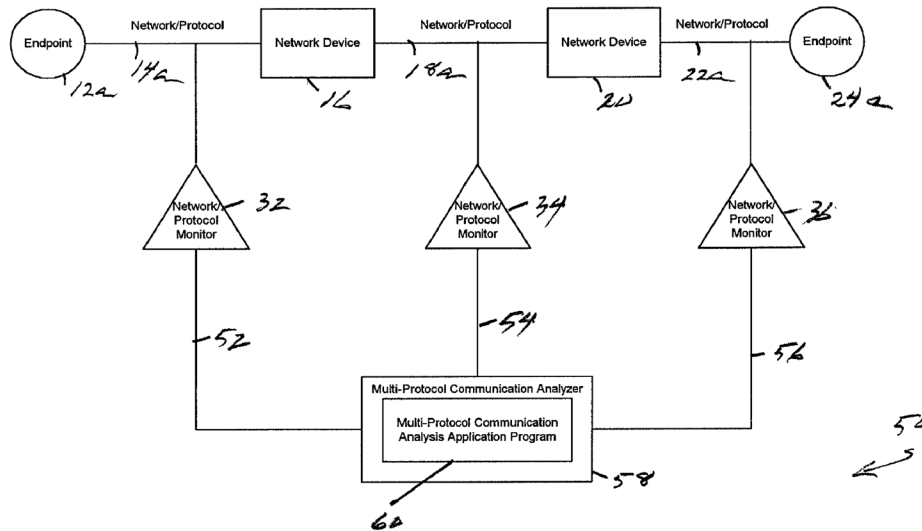 Network/Protocol
Network/Protocol
Network/Protocol
Endpoint
Network Device
Network Device
Endpoint
12a
14a
16
18a
20
22a
24a
Network/
Protocol
Monitor
32
Network/
Protocol
Monitor
34
Network/
Protocol
Monitor
36
52
54
56
Multi-Protocol Communication Analyzer
Multi-Protocol Communication
Analysis Application Program
58
60